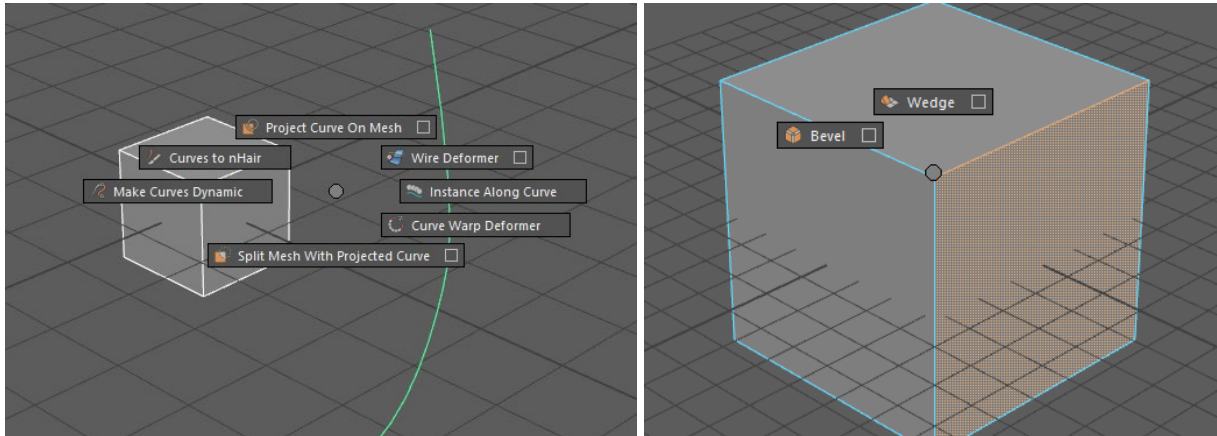 Project Curve On Mesh
Curves to nHair
Wire Deformer
Make Curves Dynamic
Instance Along Curve
Curve Warp Deformer
Split Mesh With Projected Curve
Wedge
Bevel